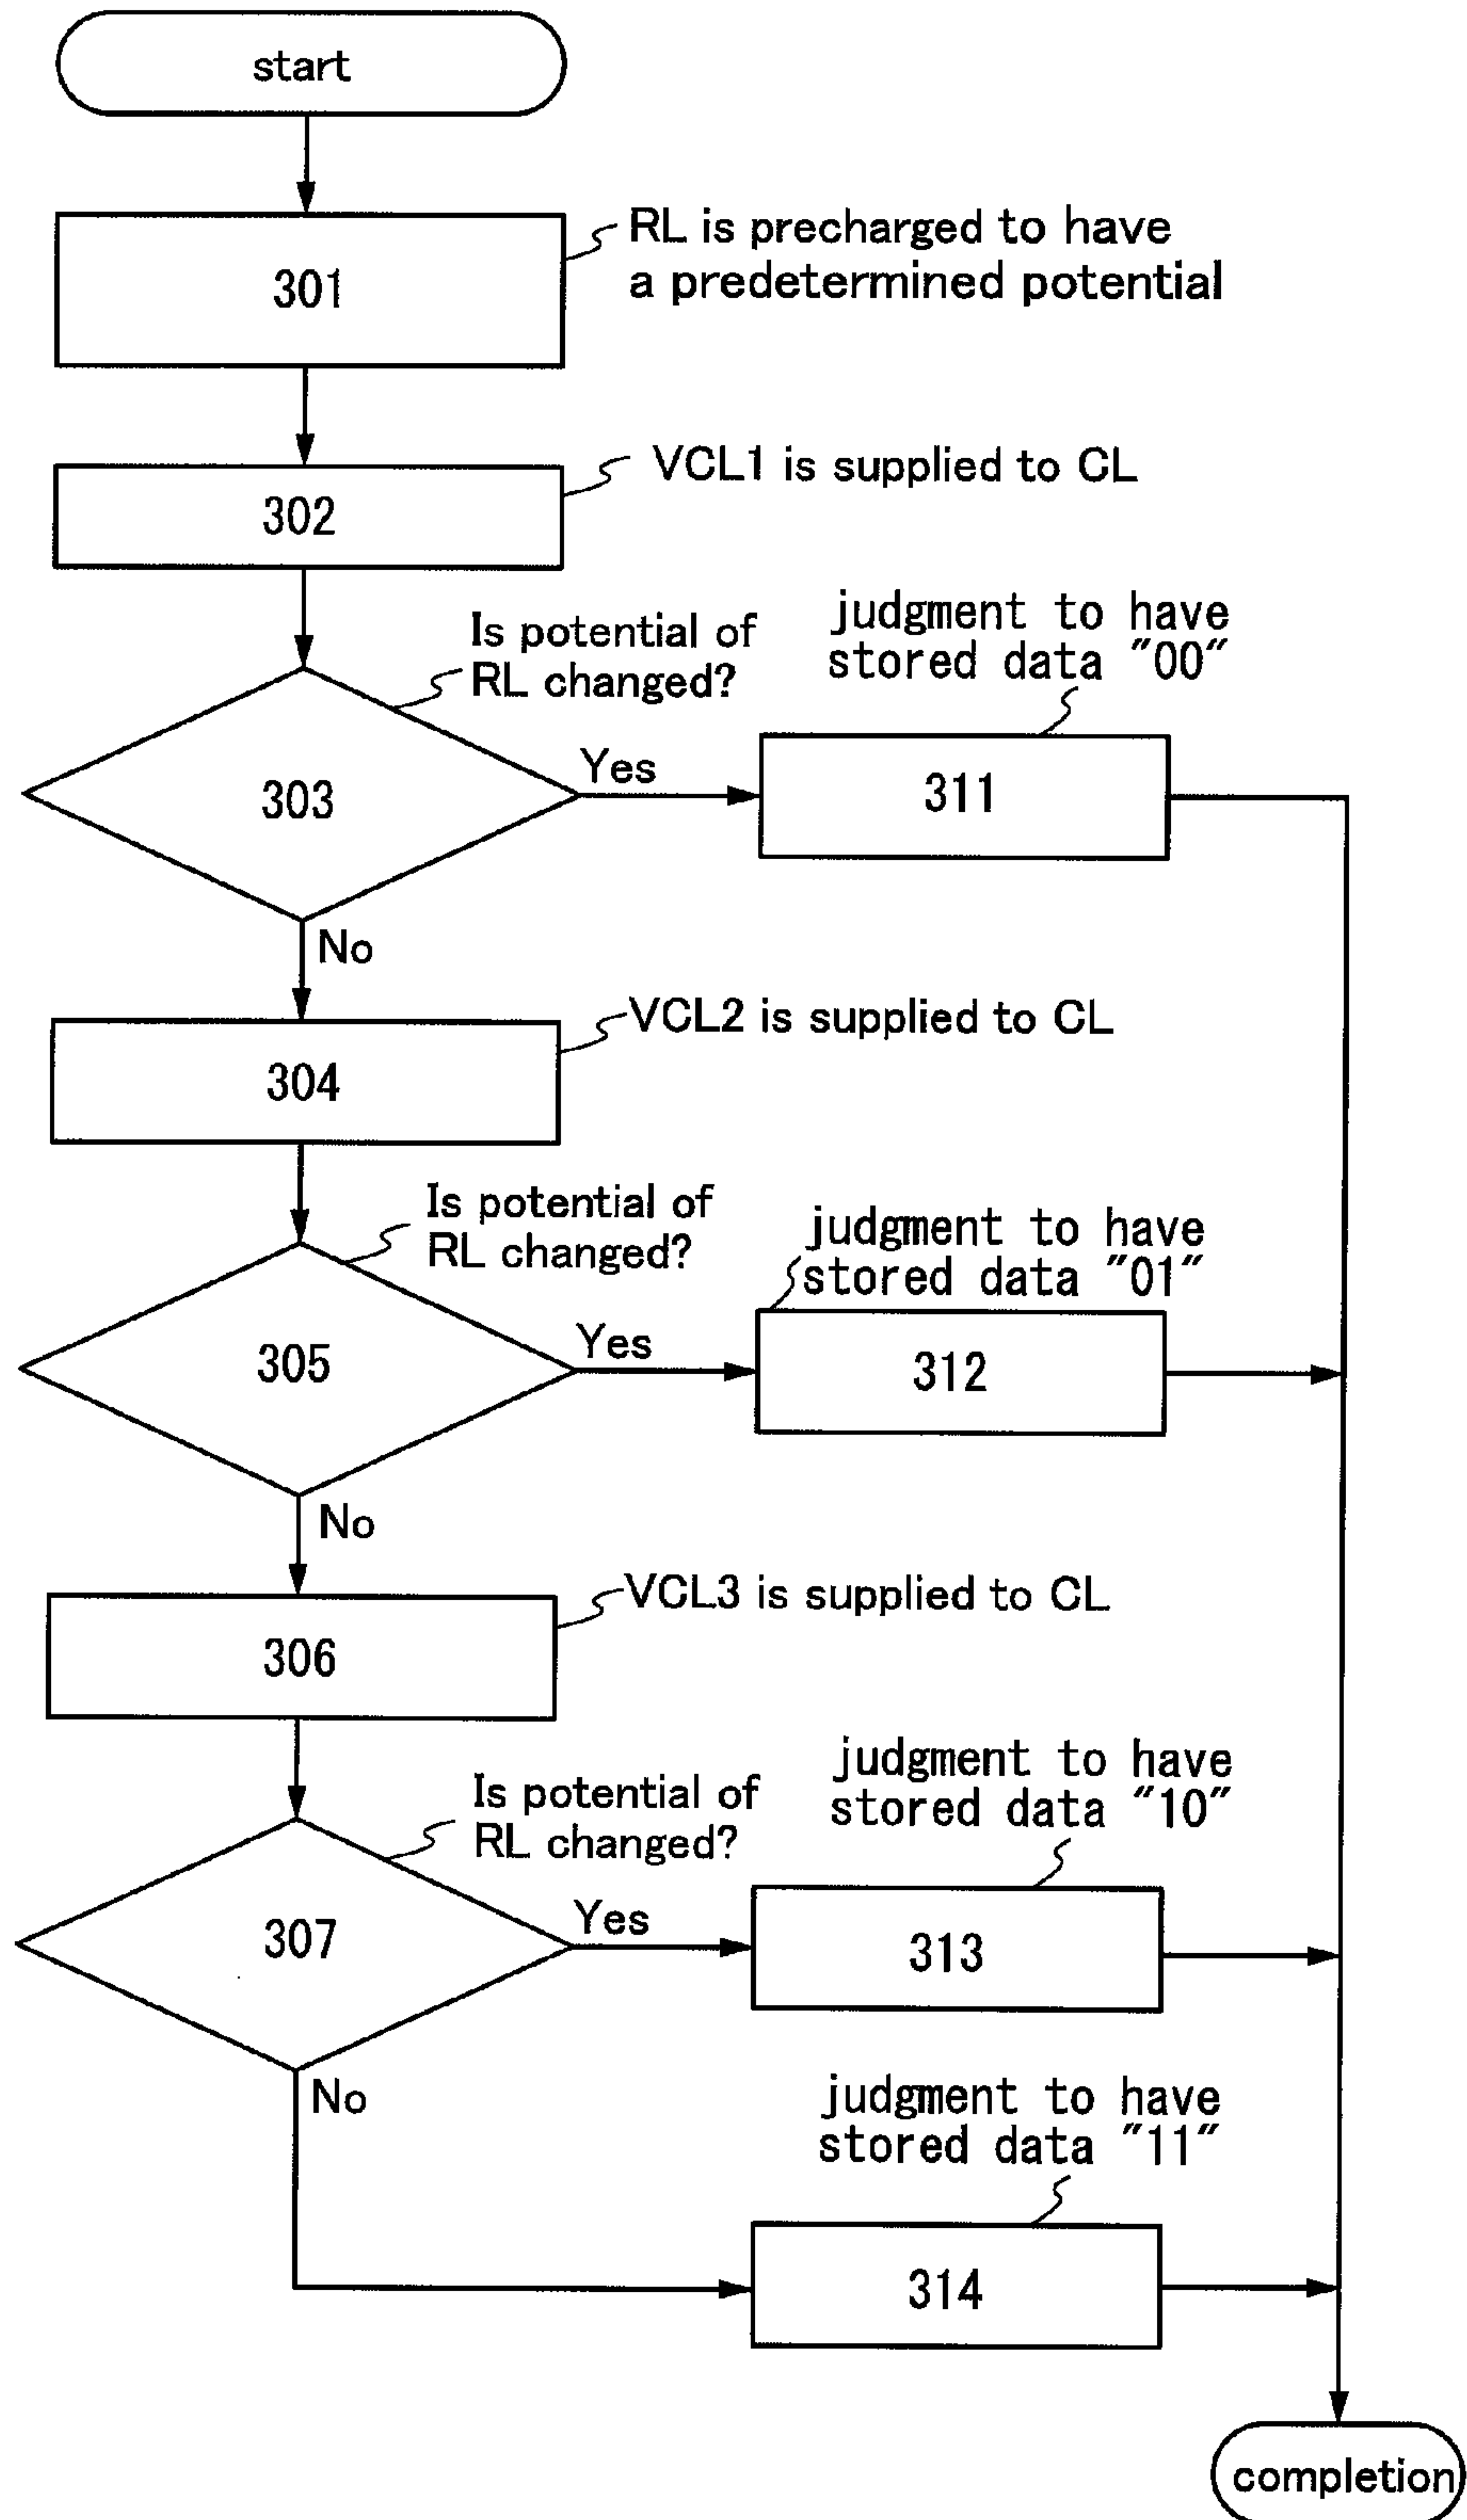 start
301
RL is precharged to have
a predetermined potential
302
VCL1 is supplied to CL
Is potential of
RL changed?
303
Yes
judgment to have
stored data "00"
311
No
304
VCL2 is supplied to CL
Is potential of
RL changed?
305
Yes
judgment to have
stored data "01"
312
No
306
VCL3 is supplied to CL
Is potential of
RL changed?
307
Yes
judgment to have
stored data "10"
313
No
judgment to have
stored data "11"
314
completion